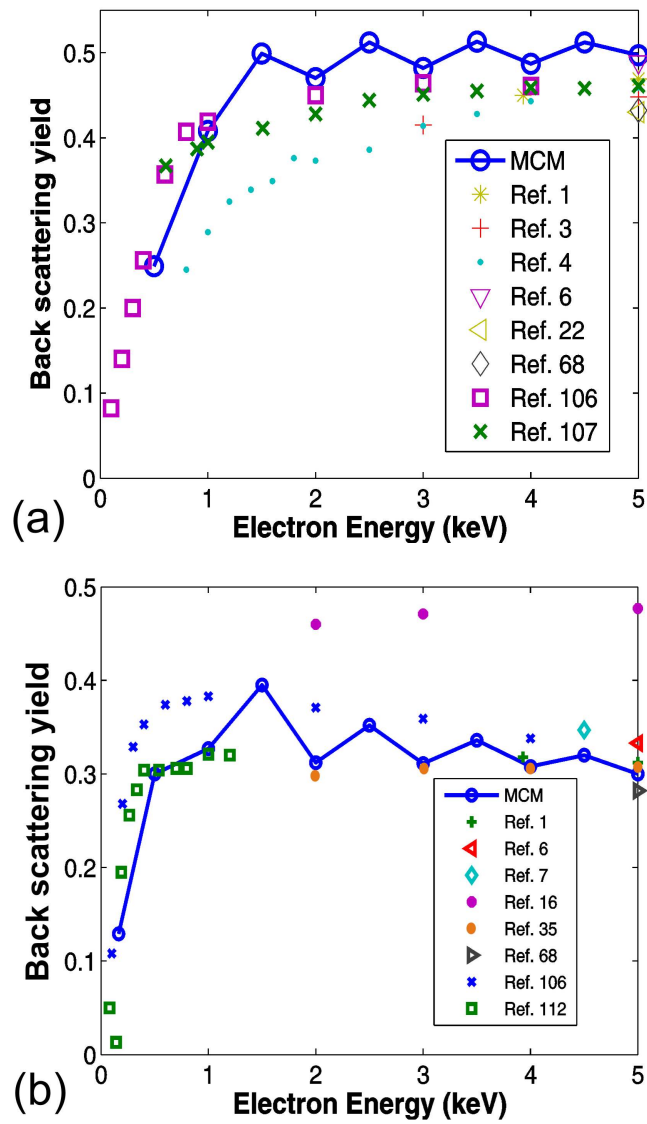 0.5
0.4
0.3
0.2
0.1
0
Back scattering yield
MCM
Ref. 1
Ref. 3
Ref. 4
Ref. 6
Ref. 22
Ref. 68
Ref. 106
Ref. 107
0 1 2 3 4 5
Electron Energy (keV)
(a)
0.5
0.4
0.3
0.2
0.1
0
Back scattering yield
MCM
Ref. 1
Ref. 6
Ref. 7
Ref. 16
Ref. 35
Ref. 68
Ref. 106
Ref. 112
0 1 2 3 4 5
Electron Energy (keV)
(b)